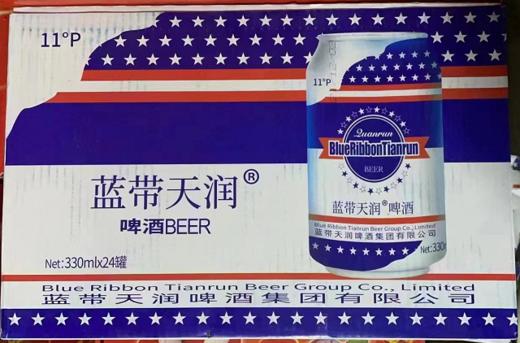 11°P
11°P
Quanrun
BlueRibbonTianrun
BEER
蓝带天润®啤酒
Blue Ribbon Tianrun Beer Group Co., Limited
蓝带天润啤酒集团有限公司
蓝带天润®
啤酒BEER
Net:330mlx24罐
Blue Ribbon Tianrun Beer Group Co., Limited
蓝带天润啤酒集团有限公司